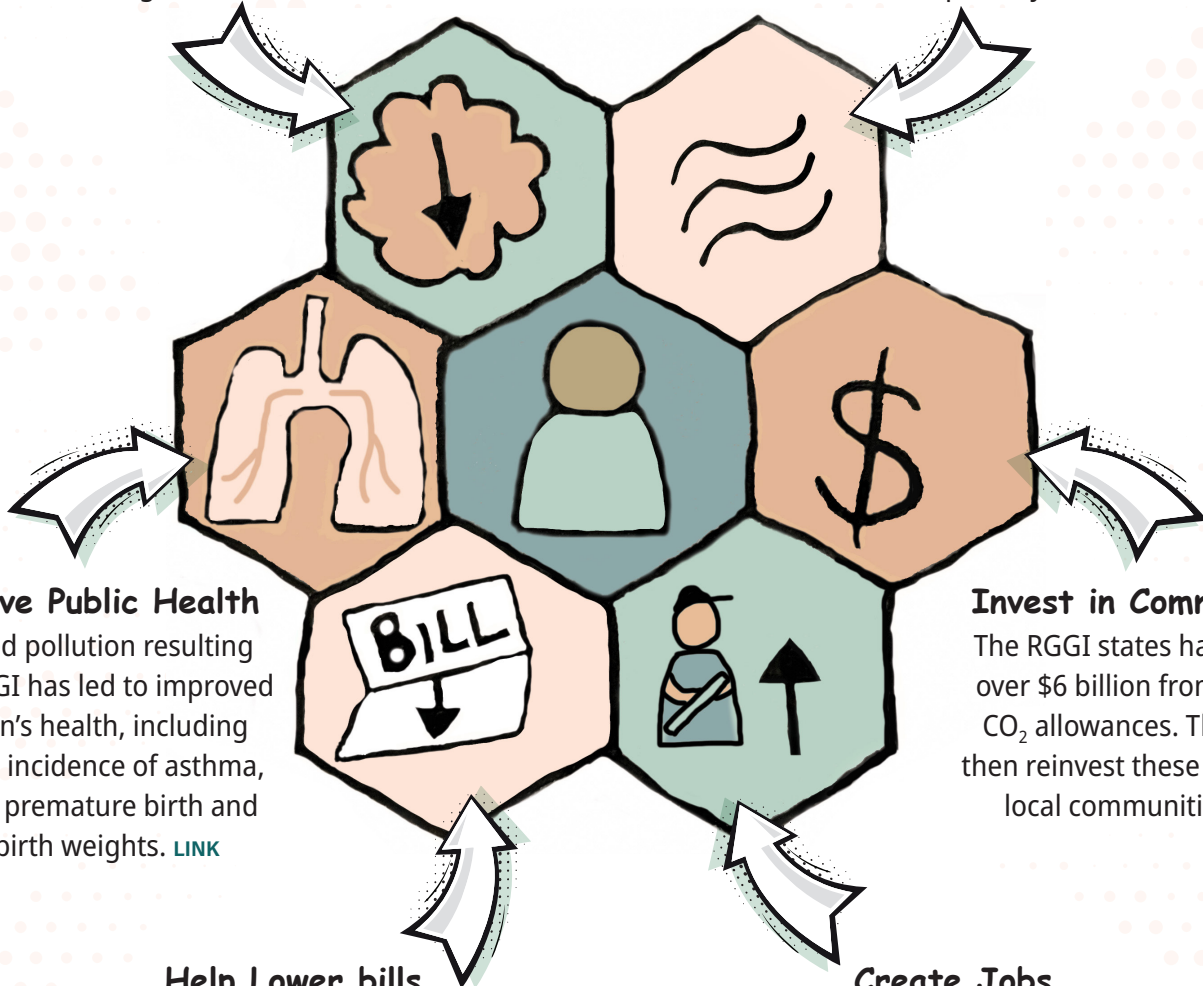 BILL
ve Public Health
d pollution resulting
GI has led to improved
n's health, including
incidence of asthma,
premature birth and
birth weights. LINK
Invest in Comm
The RGGI states ha
over $6 billion from
CO₂ allowances. Th
then reinvest these
local communiti
Help Lower bills
Create Jobs